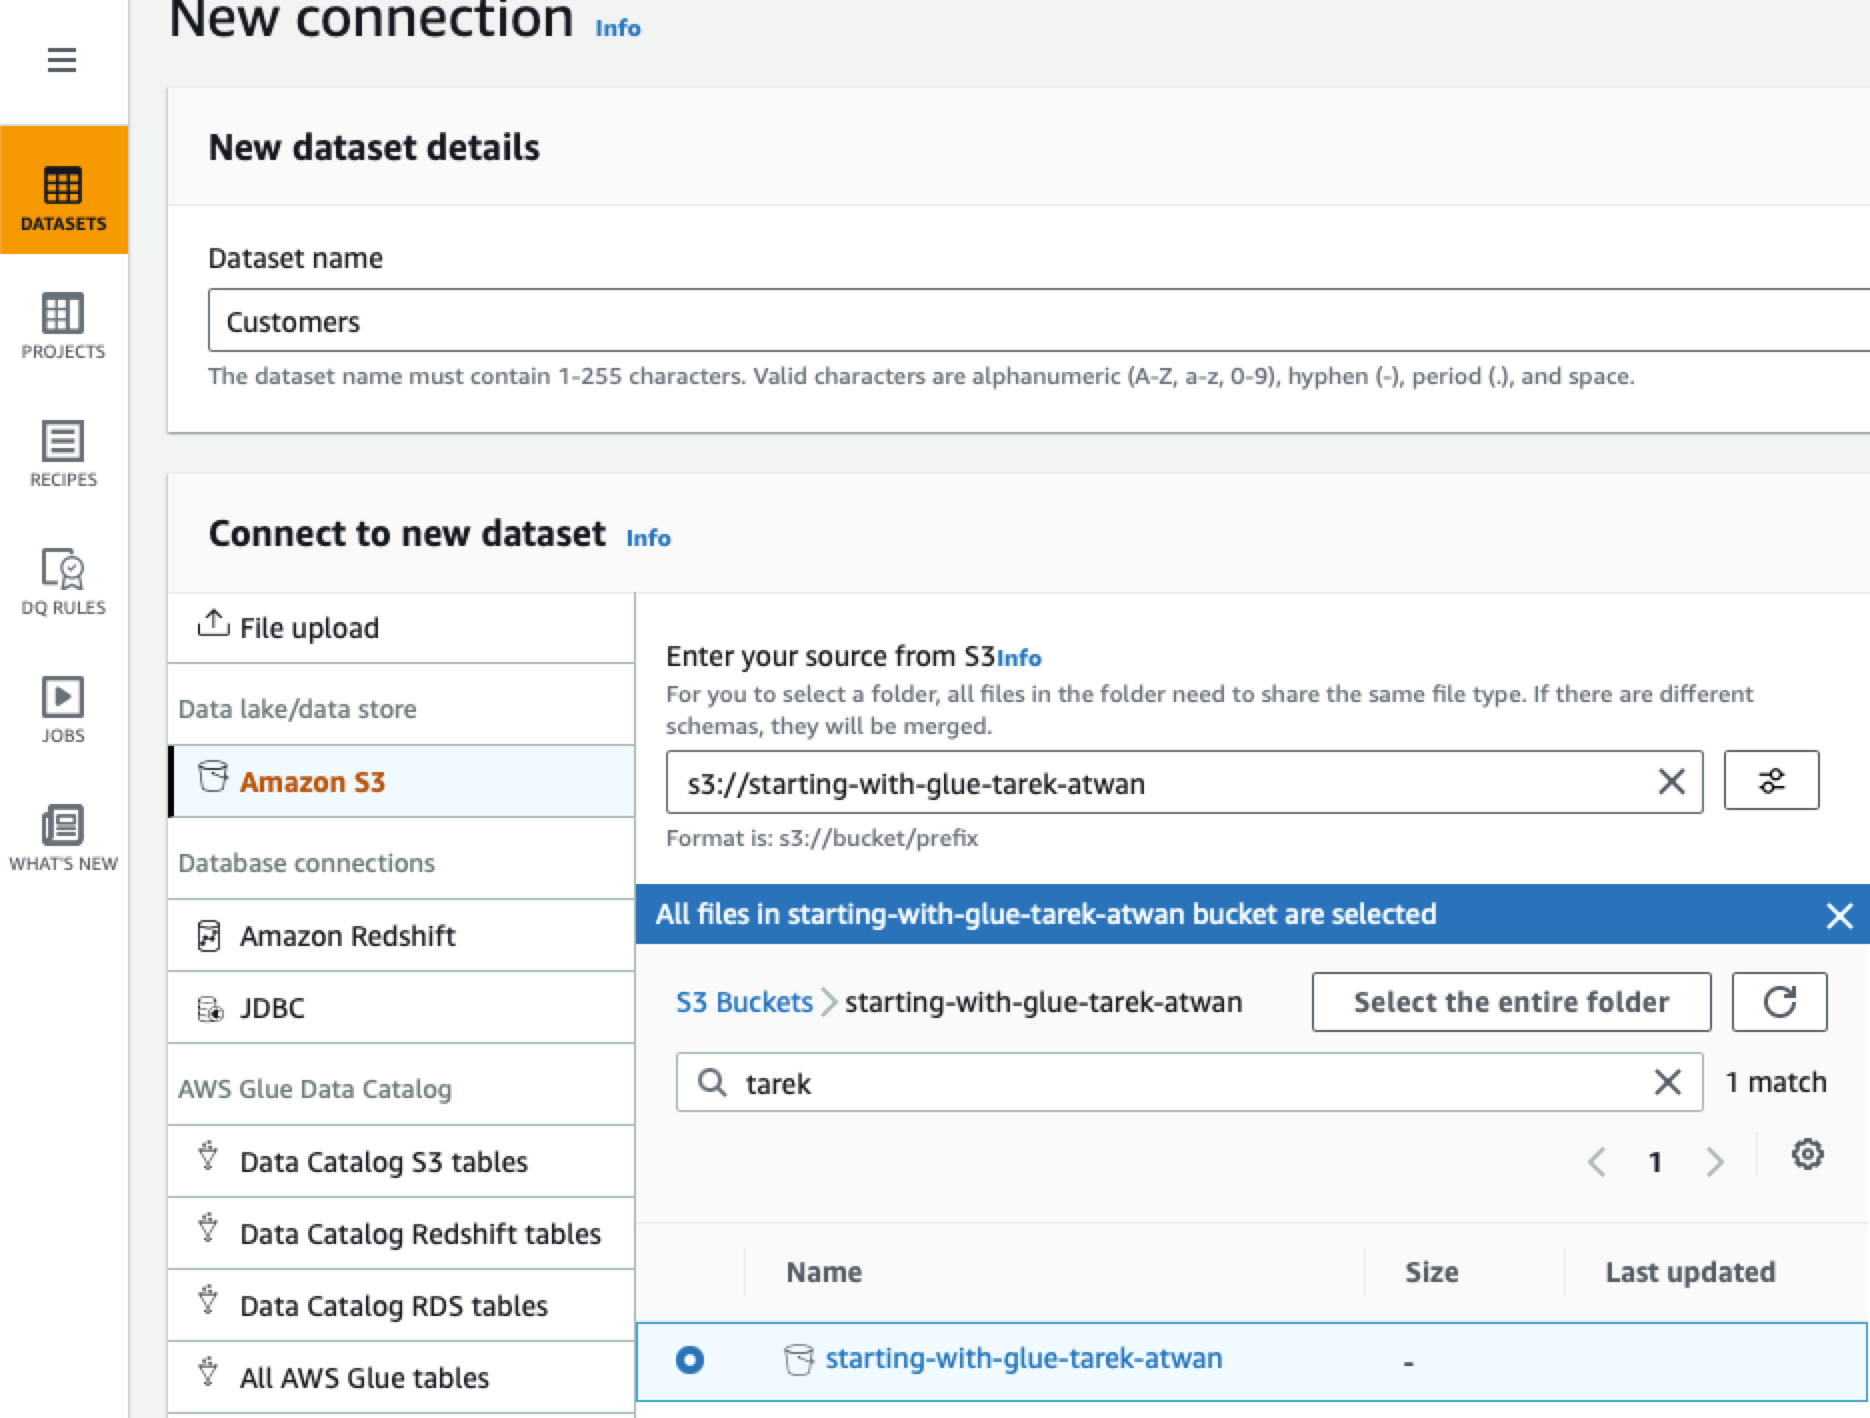 New connection Info
New dataset details
DATASETS
Dataset name
Customers
PROJECTS
The dataset name must contain 1-255 characters. Valid characters are alphanumeric (A-Z, a-z, 0-9), hyphen (-), period (.), and space.
RECIPES
Connect to new dataset Info
DQ RULES
JOBS
WHAT'S NEW
File upload
Data lake/data store
Amazon S3
Database connections
Amazon Redshift
JDBC
AWS Glue Data Catalog
Data Catalog S3 tables
Data Catalog Redshift tables
Data Catalog RDS tables
All AWS Glue tables
Enter your source from S3Info
For you to select a folder, all files in the folder need to share the same file type. If there are different
schemas, they will be merged.
s3://starting-with-glue-tarek-atwan
Format is: s3://bucket/prefix
All files in starting-with-glue-tarek-atwan bucket are selected
S3 Buckets starting-with-glue-tarek-atwan Select the entire folder
tarek 1 match
1
Name Size Last updated
starting-with-glue-tarek-atwan -